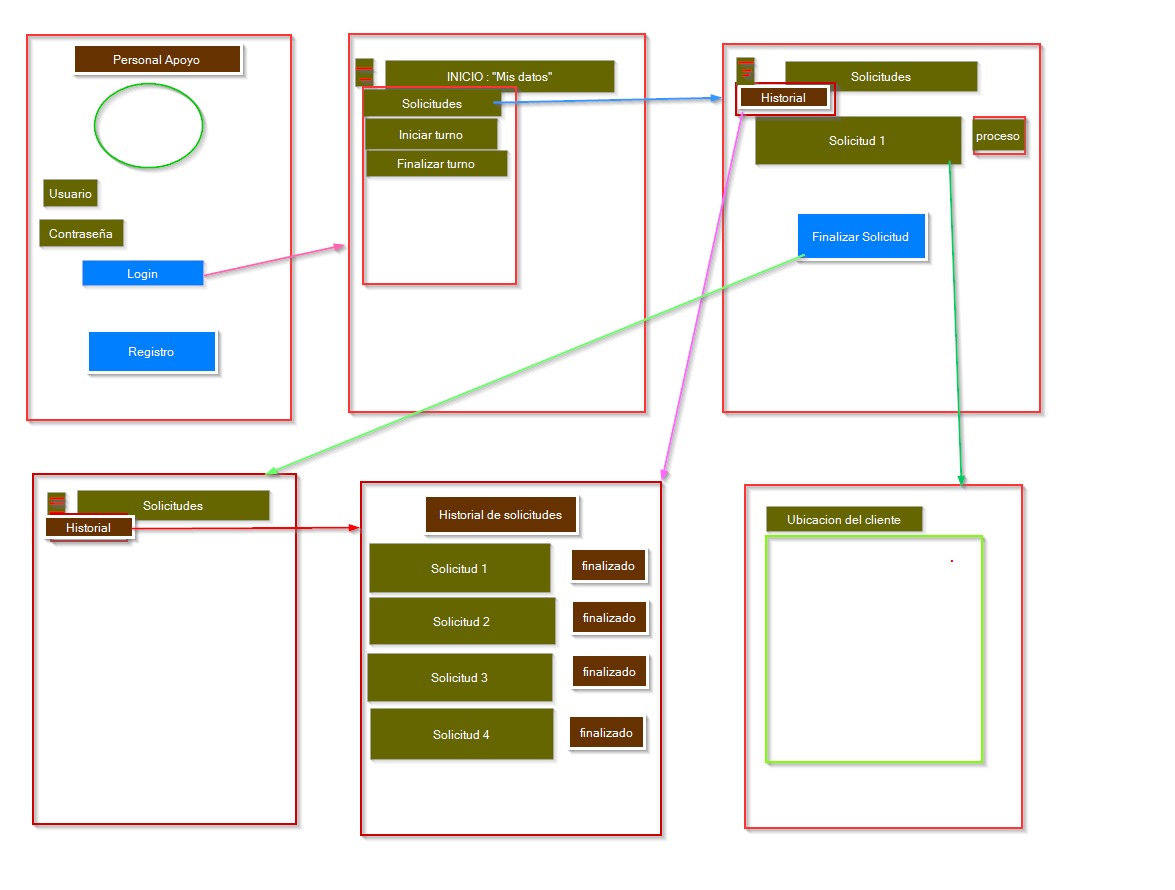 Personal Apoyo
Usuario
Contraseña
Login
Registro
INICIO : "Mis datos"
Solicitudes
Iniciar turno
Finalizar turno
Solicitudes
Historial
Solicitud 1
proceso
Finalizar Solicitud
Solicitudes
Historial
Historial de solicitudes
Solicitud 1
finalizado
Solicitud 2
finalizado
Solicitud 3
finalizado
Solicitud 4
finalizado
Ubicacion del cliente